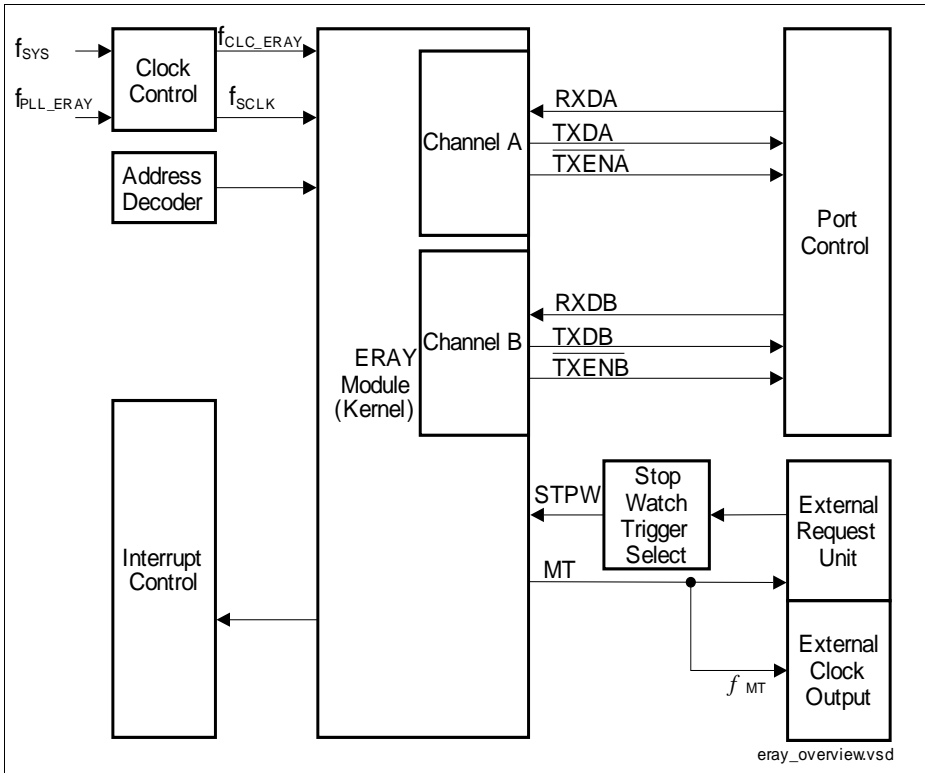 fSYS
fPLL_ERAY
Clock
Control
fCLC_ERAY
fSCLK
Address
Decoder
Interrupt
Control
ERAY
Module
(Kernel)
Channel A
Channel B
RXDA
TXDA
TXENA
RXDB
TXDB
TXENB
Port
Control
STPW
Stop
Watch
Trigger
Select
MT
External
Request
Unit
External
Clock
Output
f MT
eray_overview.vsd